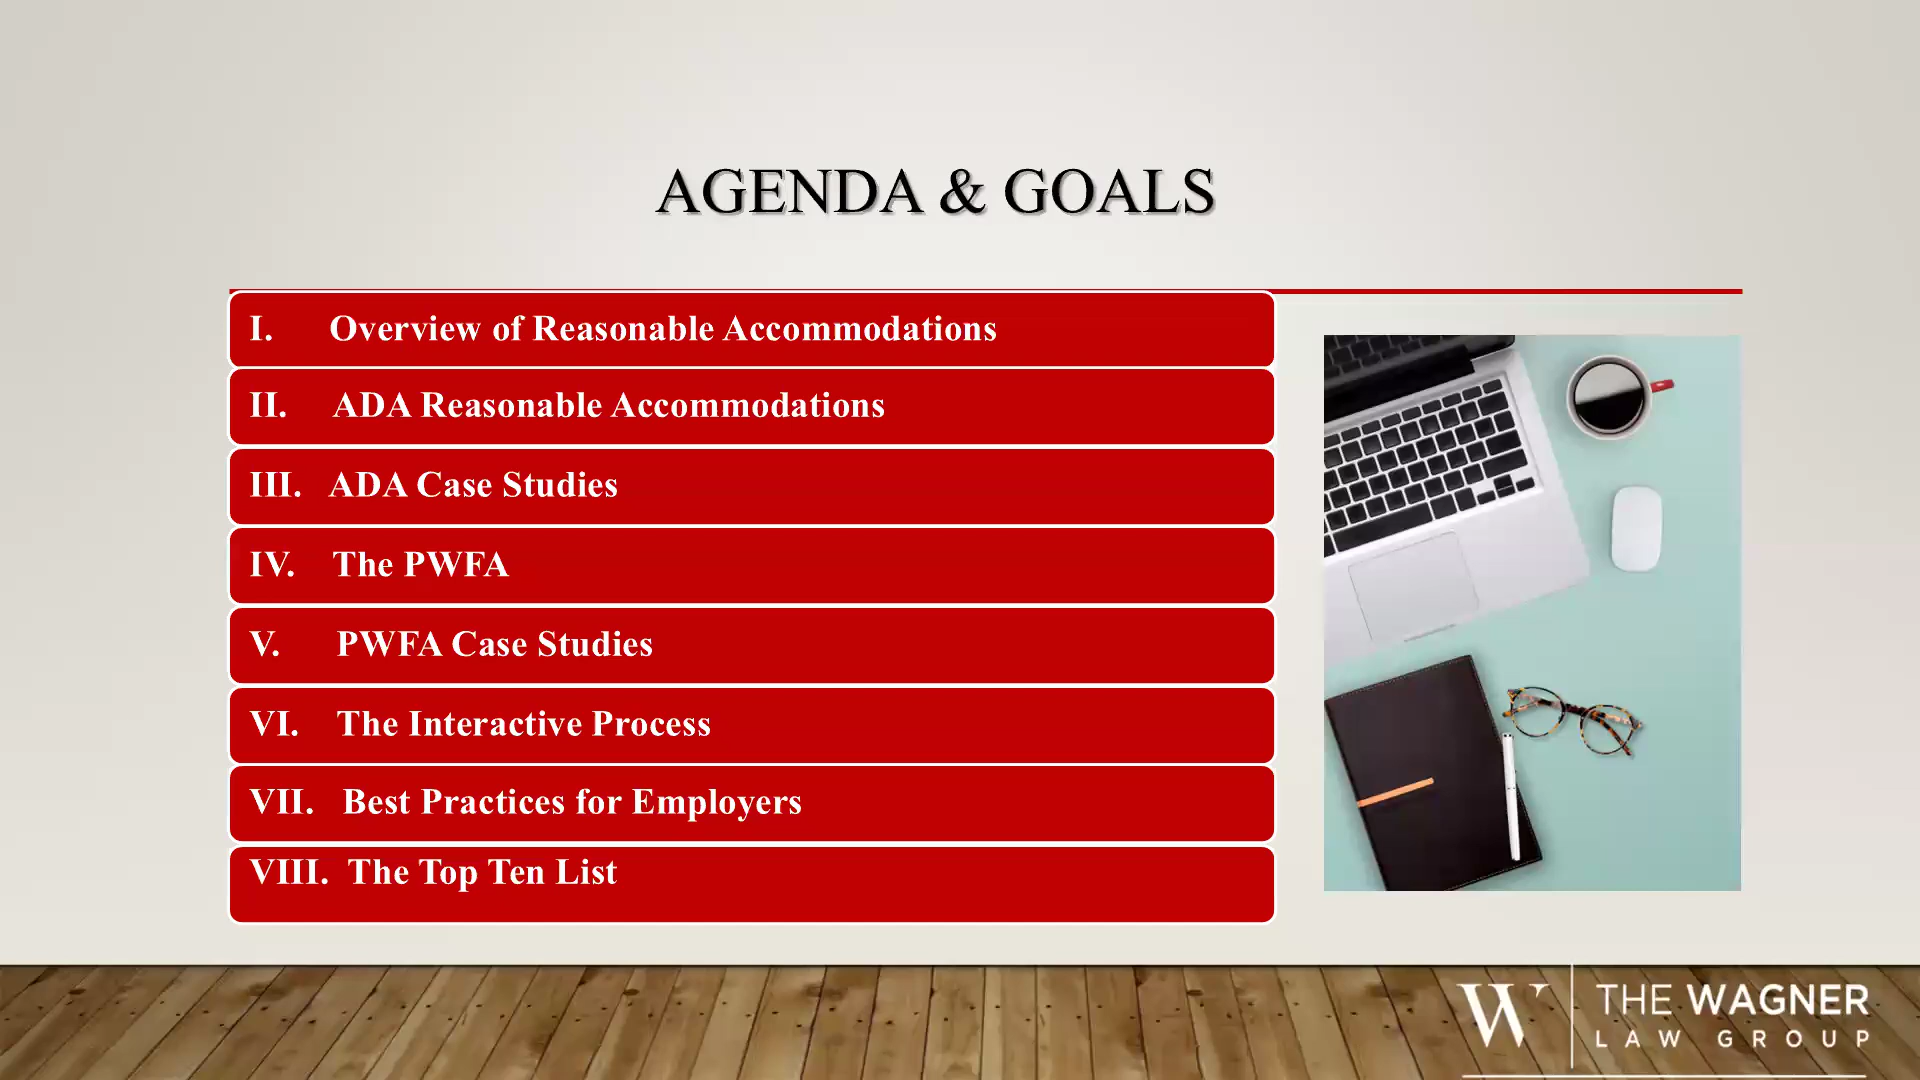 AGENDA & GOALS
I. Overview of Reasonable Accommodations
II. ADA Reasonable Accommodations
III. ADA Case Studies
IV. The PWFA
V. PWFA Case Studies
VI. The Interactive Process
VII. Best Practices for Employers
VIII. The Top Ten List
W
THE WAGNER
LAW GROUP